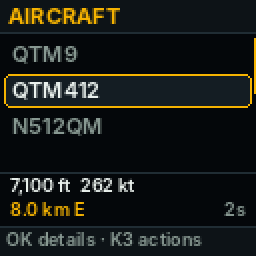 AIRCRAFT
QTM9
QTM412
N512QM
7,100 ft 262 kt
8.0 km E 2s
OK details · K3 actions